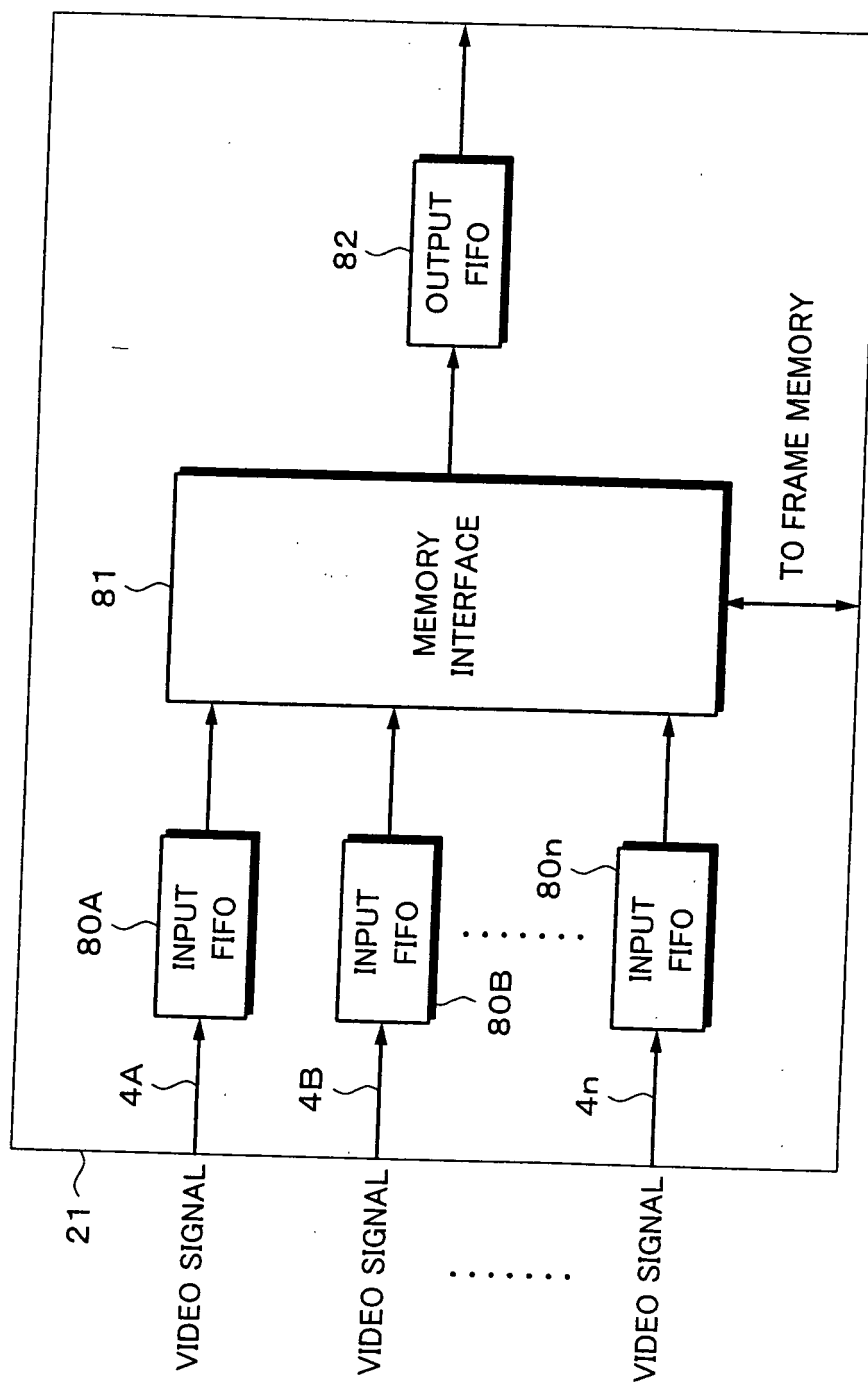 21
VIDEO SIGNAL
4A
80A
INPUT
FIFO
VIDEO SIGNAL
4B
INPUT
FIFO
80B
.......
.......
VIDEO SIGNAL
4n
80n
INPUT
FIFO
81
MEMORY
INTERFACE
82
OUTPUT
FIFO
TO FRAME MEMORY